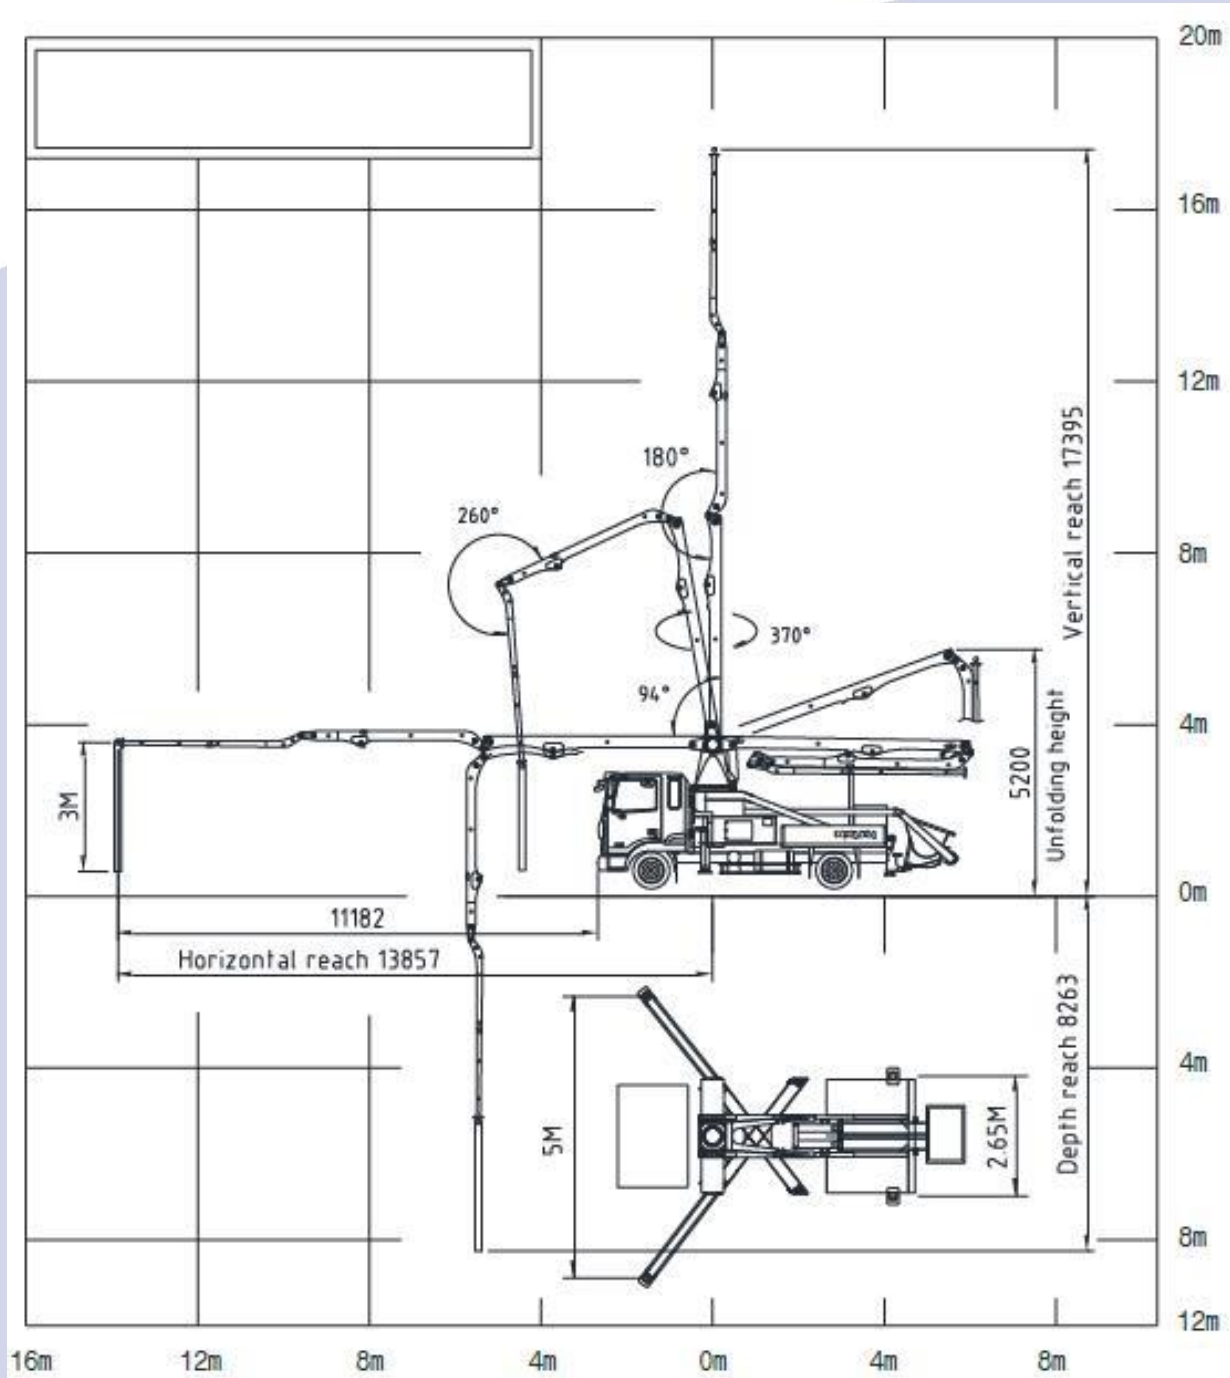 20m
16m
12m
180°
Vertical reach 17395
260°
8m
370°
94°
4m
5200
Unfolding height
3M
0m
11182
Horizontal reach 13857
Depth reach 8263
4m
5M
2.65M
8m
12m
16m
12m
8m
4m
0m
4m
8m